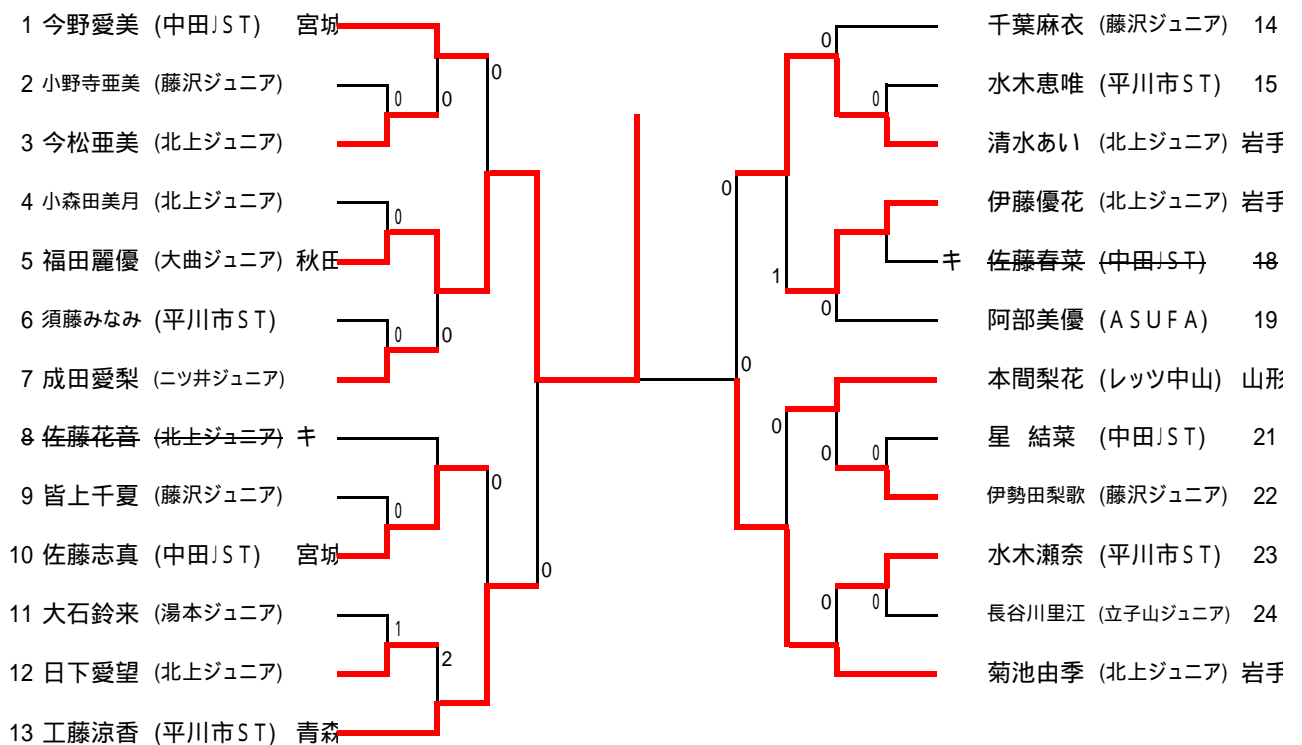 1 今野愛美 (中田JST) 宮城
2 小野寺亜美 (藤沢ジュニア)
0
0
0
3 今松亜美 (北上ジュニア)
4 小森田美月 (北上ジュニア)
0
5 福田麗優 (大曲ジュニア) 秋田
6 須藤みなみ (平川市ST)
0
0
7 成田愛梨 (二ツ井ジュニア)
8 佐藤花音 (北上ジュニア) キ
9 皆上千夏 (藤沢ジュニア)
0
0
10 佐藤志真 (中田JST) 宮城
0
11 大石鈴来 (湯本ジュニア)
1
12 日下愛望 (北上ジュニア)
2
13 工藤涼香 (平川市ST) 青森
千葉麻衣 (藤沢ジュニア) 14
0
水木恵唯 (平川市ST) 15
0
清水あい (北上ジュニア) 岩手
0
伊藤優花 (北上ジュニア) 岩手
キ 佐藤春菜 (中田JST) 18
1
0
阿部美優 (ASUFA) 19
0
本間梨花 (レッツ中山) 山形
0
星 結菜 (中田JST) 21
0
0
伊勢田梨歌 (藤沢ジュニア) 22
水木瀬奈 (平川市ST) 23
0
0
長谷川里江 (立子山ジュニア) 24
菊池由季 (北上ジュニア) 岩手